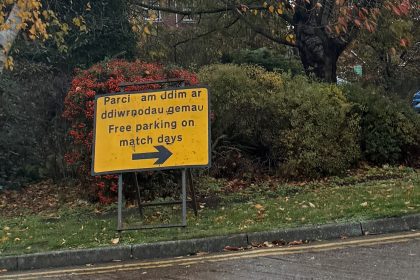 Parci am ddim ar
ddiwrnodau gemau
Free parking on
match days